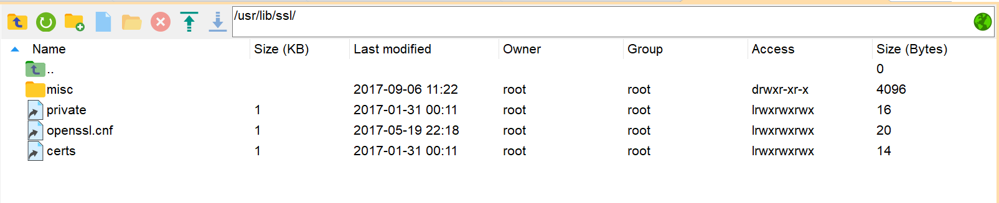 /usr/lib/ssl/
Name Size (KB) Last modified Owner Group Access Size (Bytes)
.. 0
misc 2017-09-06 11:22 root root drwxr-xr-x 4096
private 1 2017-01-31 00:11 root root lrwxrwxrwx 16
openssl.cnf 1 2017-05-19 22:18 root root lrwxrwxrwx 20
certs 1 2017-01-31 00:11 root root lrwxrwxrwx 14